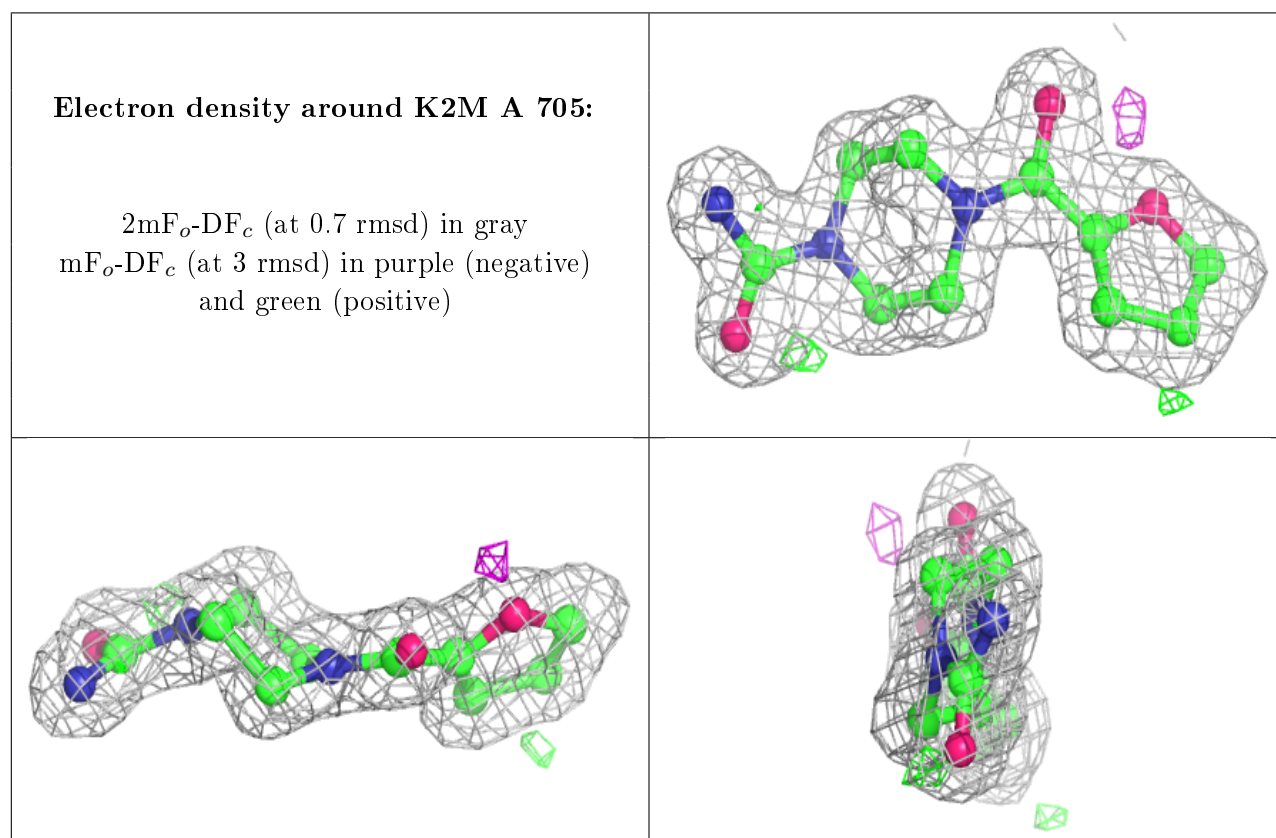 Electron density around K2M A 705:
2mFo-DFc (at 0.7 rmsd) in gray
mFo-DFc (at 3 rmsd) in purple (negative)
and green (positive)